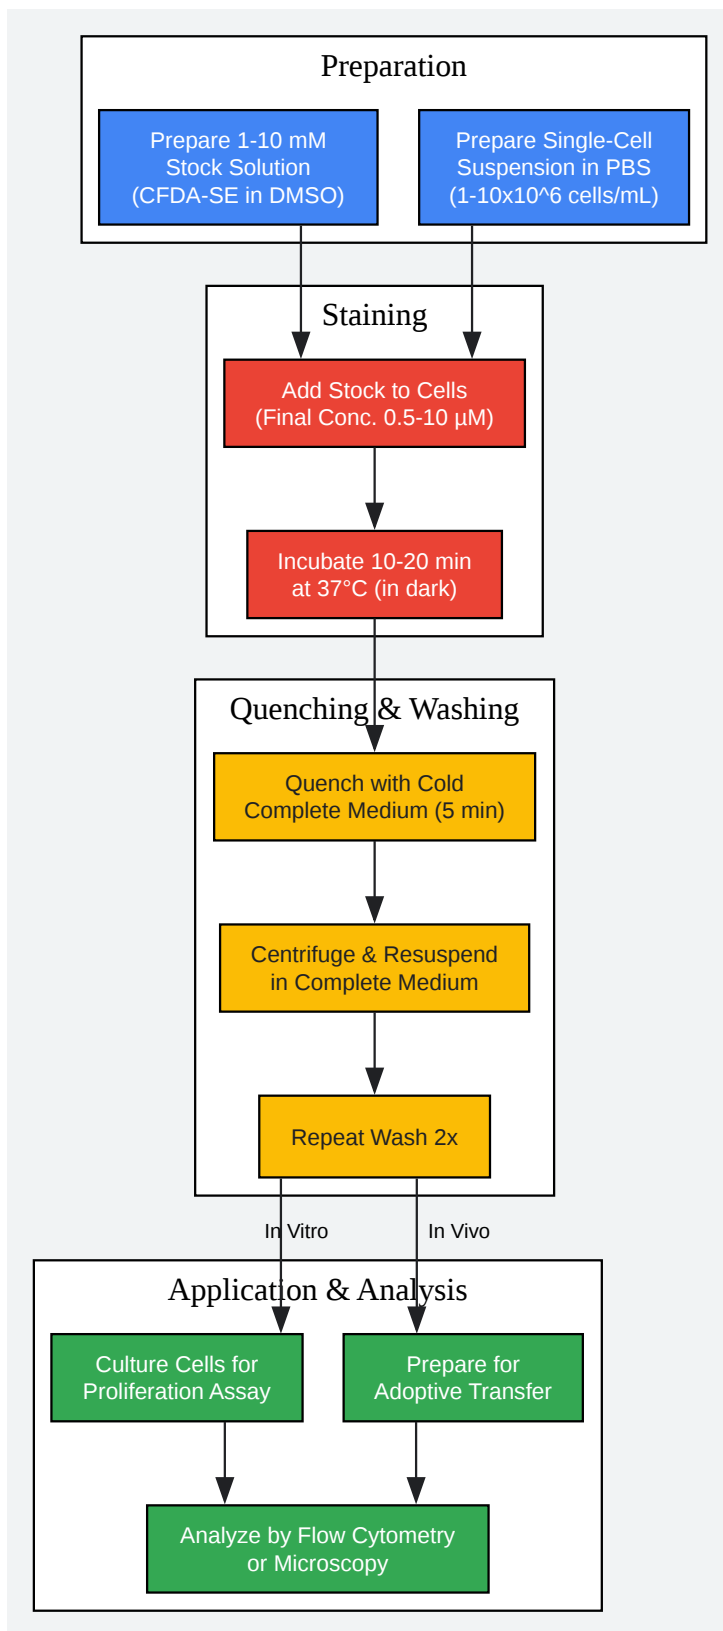 Preparation
Prepare 1-10 mM
Stock Solution
(CFDA-SE in DMSO)
Prepare Single-Cell
Suspension in PBS
(1-10x10^6 cells/mL)
Staining
Add Stock to Cells
(Final Conc. 0.5-10 µM)
Incubate 10-20 min
at 37°C (in dark)
Quenching & Washing
Quench with Cold
Complete Medium (5 min)
Centrifuge & Resuspend
in Complete Medium
Repeat Wash 2x
In Vitro
In Vivo
Application & Analysis
Culture Cells for
Proliferation Assay
Prepare for
Adoptive Transfer
Analyze by Flow Cytometry
or Microscopy